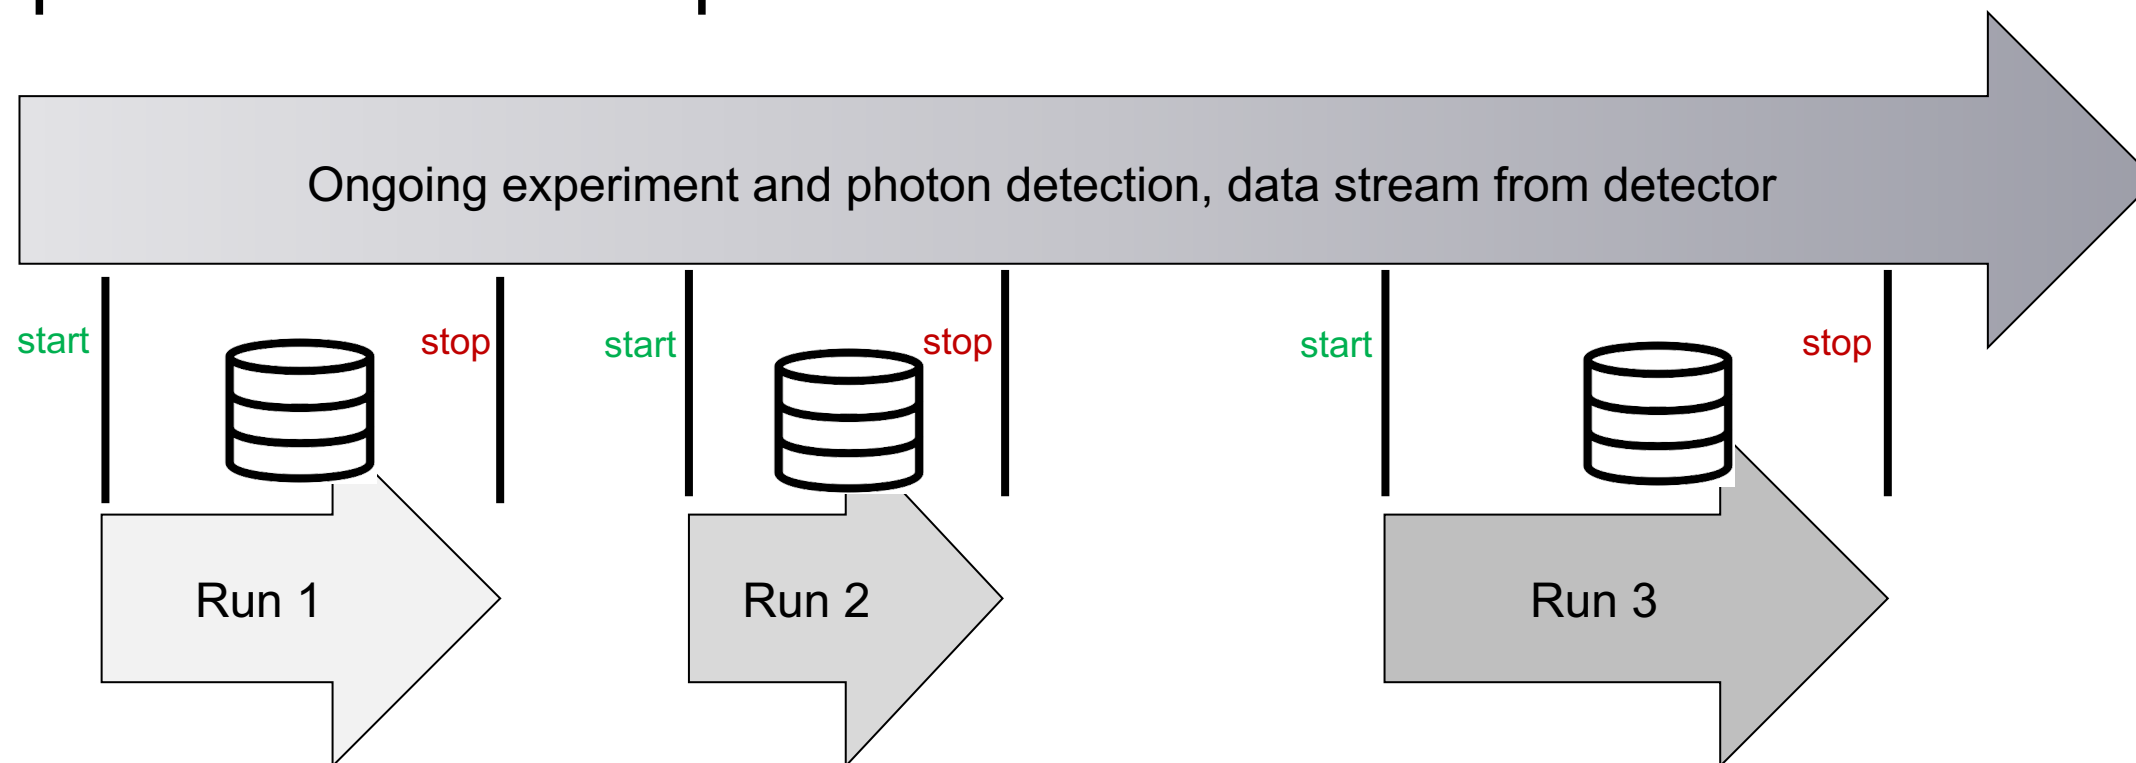 Ongoing experiment and photon detection, data stream from detector
start
stop
start
stop
start
stop
Run 1
Run 2
Run 3